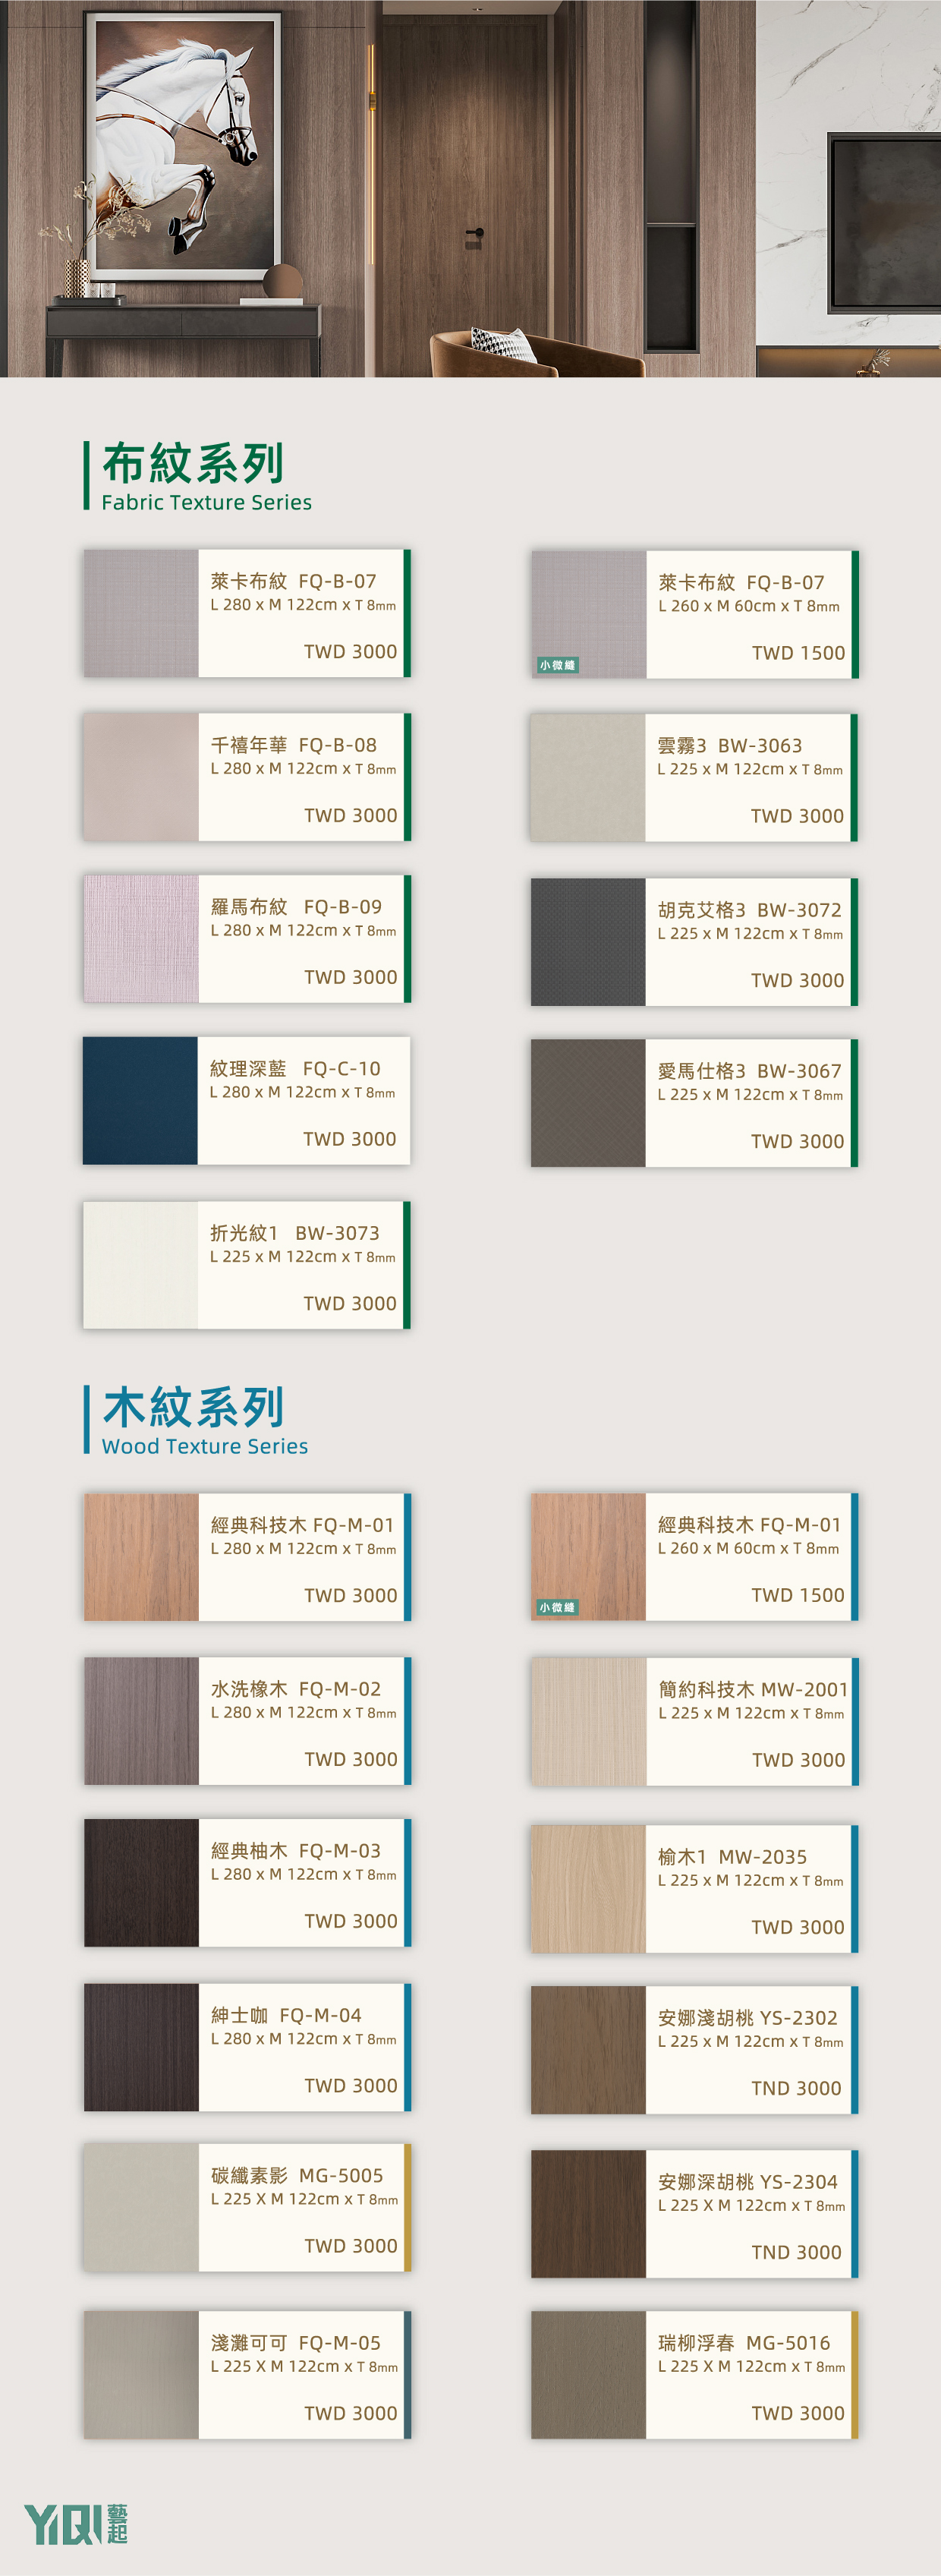 布紋系列
Fabric Texture Series
萊卡布紋 FQ-B-07
L 280 x M 122cm x T 8mm
TWD 3000
萊卡布紋 FQ-B-07
L 260 x M 60cm x T 8mm
TWD 1500
小微縫
千禧年華 FQ-B-08
L 280 x M 122cm x T 8mm
TWD 3000
雲霧3 BW-3063
L 225 x M 122cm x T 8mm
TWD 3000
羅馬布紋 FQ-B-09
L 280 x M 122cm x T 8mm
TWD 3000
胡克艾格3 BW-3072
L 225 x M 122cm x T 8mm
TWD 3000
紋理深藍 FQ-C-10
L 280 x M 122cm x T 8mm
TWD 3000
愛馬仕格3 BW-3067
L 225 x M 122cm x T 8mm
TWD 3000
折光紋1 BW-3073
L 225 x M 122cm x T 8mm
TWD 3000
木紋系列
Wood Texture Series
經典科技木 FQ-M-01
L 280 x M 122cm x T 8mm
TWD 3000
經典科技木 FQ-M-01
L 260 x M 60cm x T 8mm
TWD 1500
小微縫
水洗橡木 FQ-M-02
L 280 x M 122cm x T 8mm
TWD 3000
簡約科技木 MW-2001
L 225 x M 122cm x T 8mm
TWD 3000
經典柚木 FQ-M-03
L 280 x M 122cm x T 8mm
TWD 3000
榆木1 MW-2035
L 225 x M 122cm x T 8mm
TWD 3000
紳士咖 FQ-M-04
L 280 x M 122cm x T 8mm
TWD 3000
安娜淺胡桃 YS-2302
L 225 x M 122cm x T 8mm
TND 3000
碳纖素影 MG-5005
L 225 X M 122cm x T 8mm
TWD 3000
安娜深胡桃 YS-2304
L 225 X M 122cm x T 8mm
TND 3000
淺灘可可 FQ-M-05
L 225 X M 122cm x T 8mm
TWD 3000
瑞柳浮春 MG-5016
L 225 X M 122cm x T 8mm
TWD 3000
YIQI 藝起